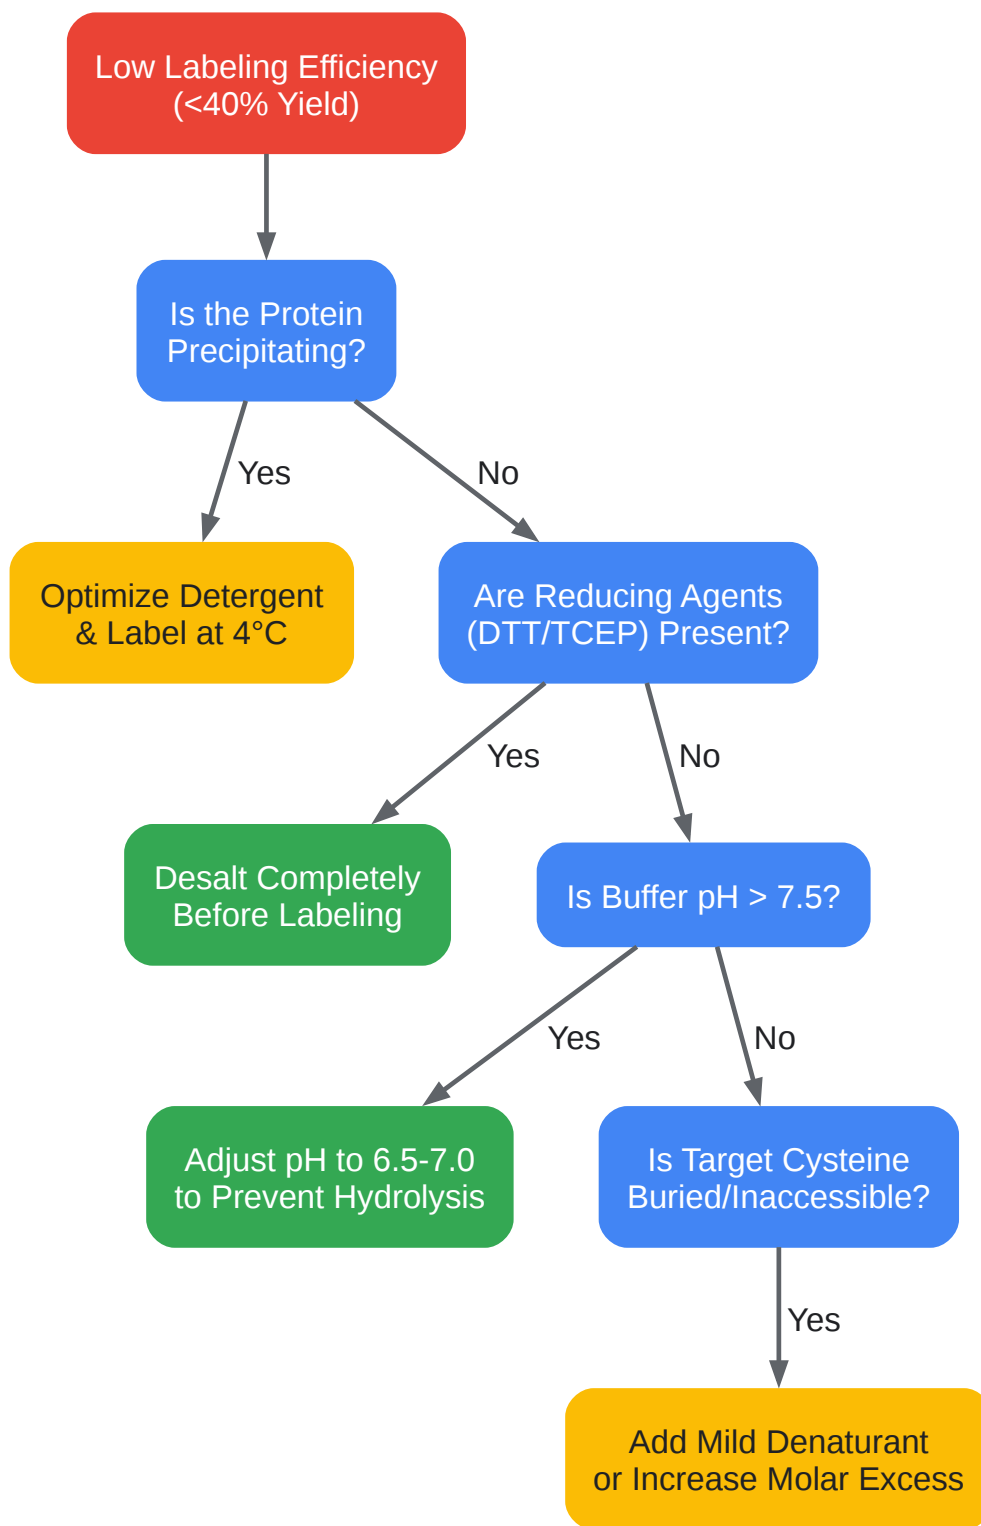 Low Labeling Efficiency
(<40% Yield)
Is the Protein
Precipitating?
Yes
No
Optimize Detergent
& Label at 4°C
Are Reducing Agents
(DTT/TCEP) Present?
Yes
No
Desalt Completely
Before Labeling
Is Buffer pH > 7.5?
Yes
No
Adjust pH to 6.5-7.0
to Prevent Hydrolysis
Is Target Cysteine
Buried/Inaccessible?
Yes
Add Mild Denaturant
or Increase Molar Excess